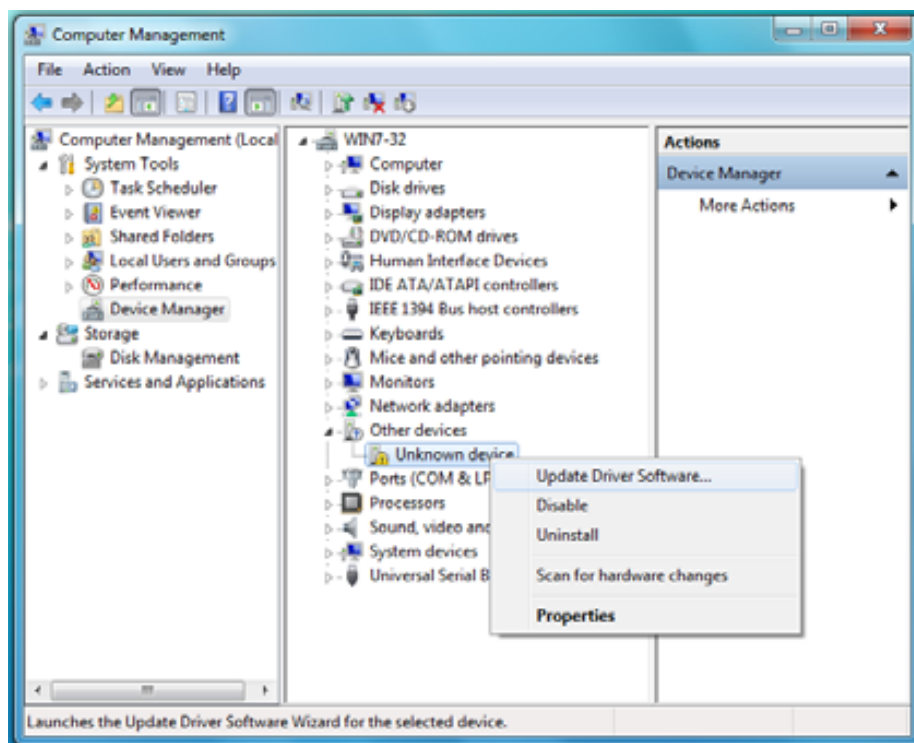 Computer Management
File Action View Help
Computer Management (Local
System Tools
Task Scheduler
Event Viewer
Shared Folders
Local Users and Groups
Performance
Device Manager
Storage
Disk Management
Services and Applications
WIN7-32
Computer
Disk drives
Display adapters
DVD/CD-ROM drives
Human Interface Devices
IDE ATA/ATAPI controllers
IEEE 1394 Bus host controllers
Keyboards
Mice and other pointing devices
Monitors
Network adapters
Other devices
Unknown device
Ports (COM & LP
Processors
Sound, video and
System devices
Universal Serial B
Update Driver Software...
Disable
Uninstall
Scan for hardware changes
Properties
Actions
Device Manager
More Actions
Launches the Update Driver Software Wizard for the selected device.